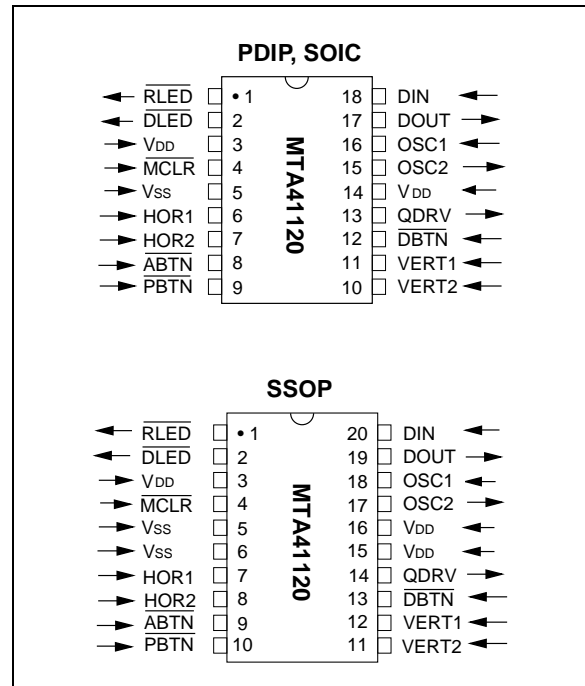 PDIP, SOIC
RLED • 1 18 DIN
DLED 2 17 DOUT
VDD 3 16 OSC1
MCLR 4 15 OSC2
VSS 5 14 VDD
HOR1 6 13 QDRV
HOR2 7 12 DBTN
ABTN 8 11 VERT1
PBTN 9 10 VERT2
MTA41120
SSOP
RLED • 1 20 DIN
DLED 2 19 DOUT
VDD 3 18 OSC1
MCLR 4 17 OSC2
VSS 5 16 VDD
VSS 6 15 VDD
HOR1 7 14 QDRV
HOR2 8 13 DBTN
ABTN 9 12 VERT1
PBTN 10 11 VERT2
MTA41120